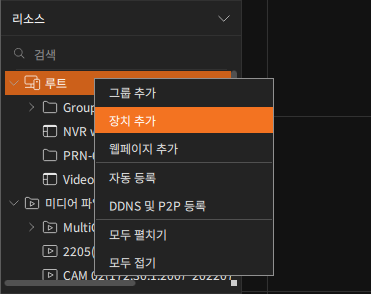 리소스
검색
루트
그룹 추가
Group
장치 추가
NVR
웹페이지 추가
PRN-
자동 등록
Video
DDNS 및 P2P 등록
미디어 파
모두 펼치기
Multi
2205(
모두 접기
CAM 02(172.30.1.200?-202207